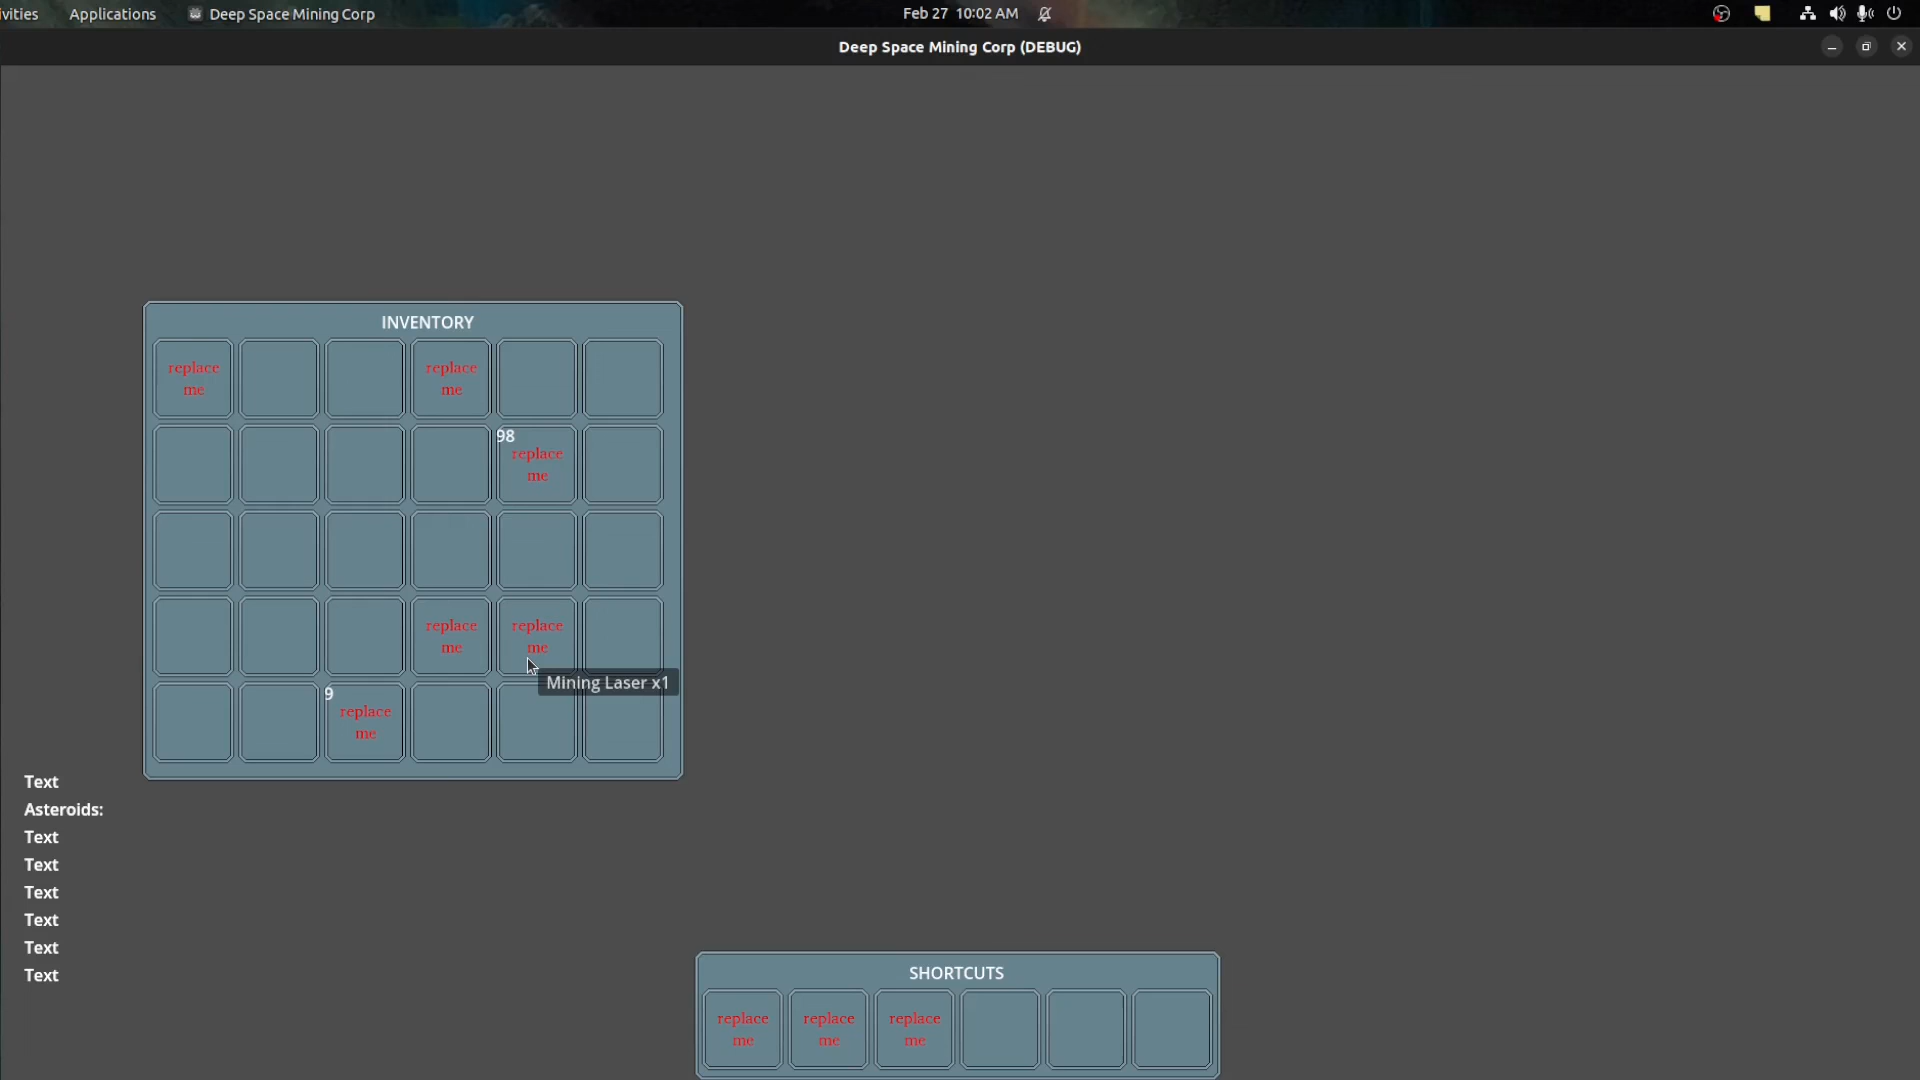 ivities Applications Deep Space Mining Corp Feb 27 10:02 AM
Deep Space Mining Corp (DEBUG)
INVENTORY
replace
me
replace
me
98
replace
me
replace
me
replace
me
Mining Laser x1
9
replace
me
Text
Asteroids:
Text
Text
Text
Text
Text
Text
SHORTCUTS
replace
me
replace
me
replace
me